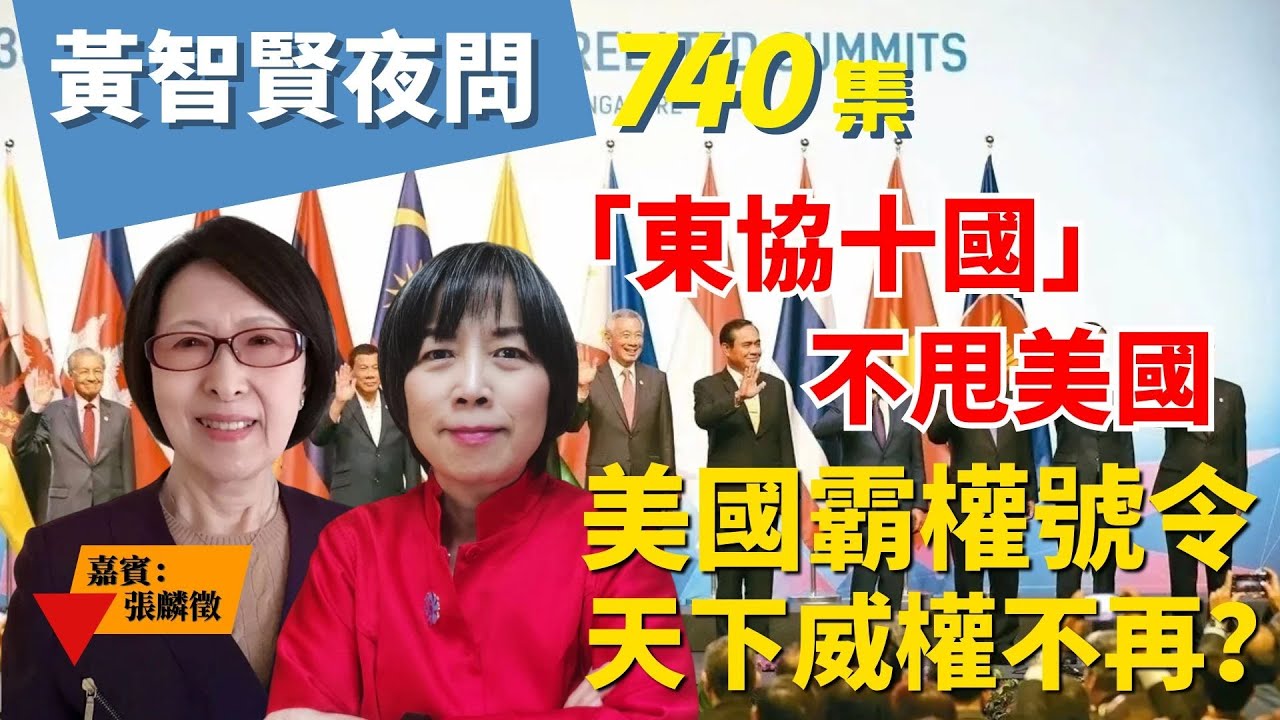 黃智賢夜問
740集
RELATED SUMMITS
「東協十國」
不甩美國
美國霸權號令
天下威權不再?
嘉賓:
張麟徵